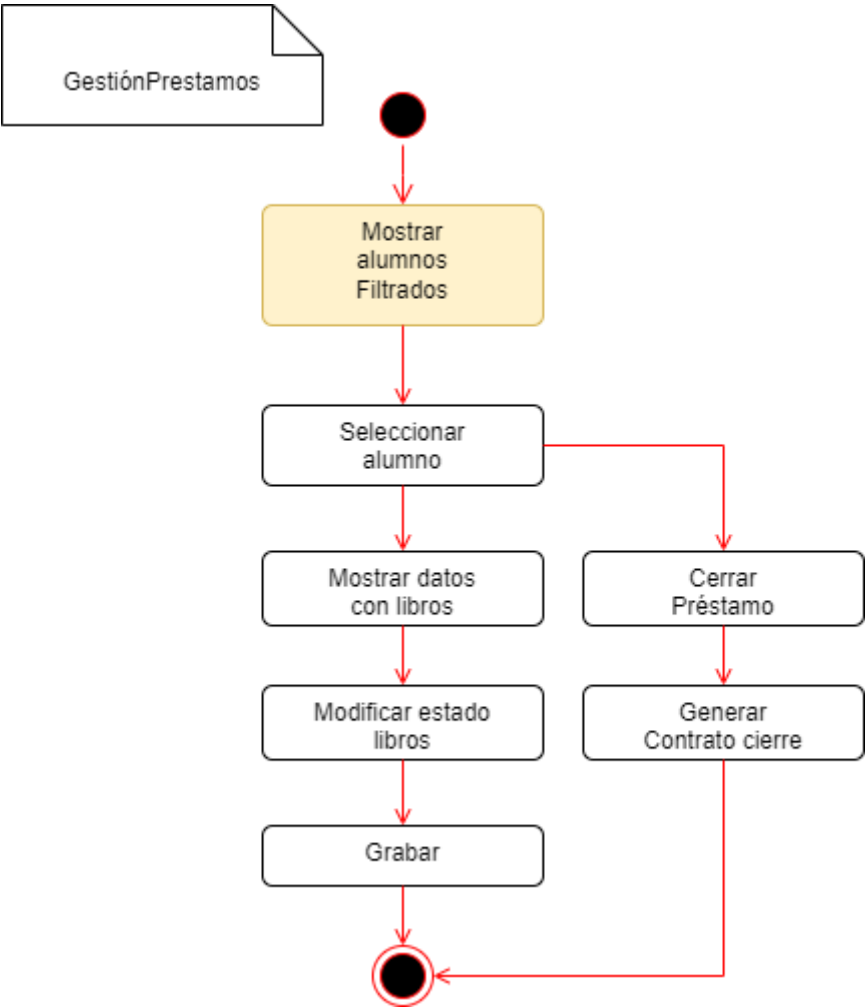 GestiónPrestamos
Mostrar
alumnos
Filtrados
Seleccionar
alumno
Mostrar datos
con libros
Cerrar
Préstamo
Modificar estado
libros
Generar
Contrato cierre
Grabar